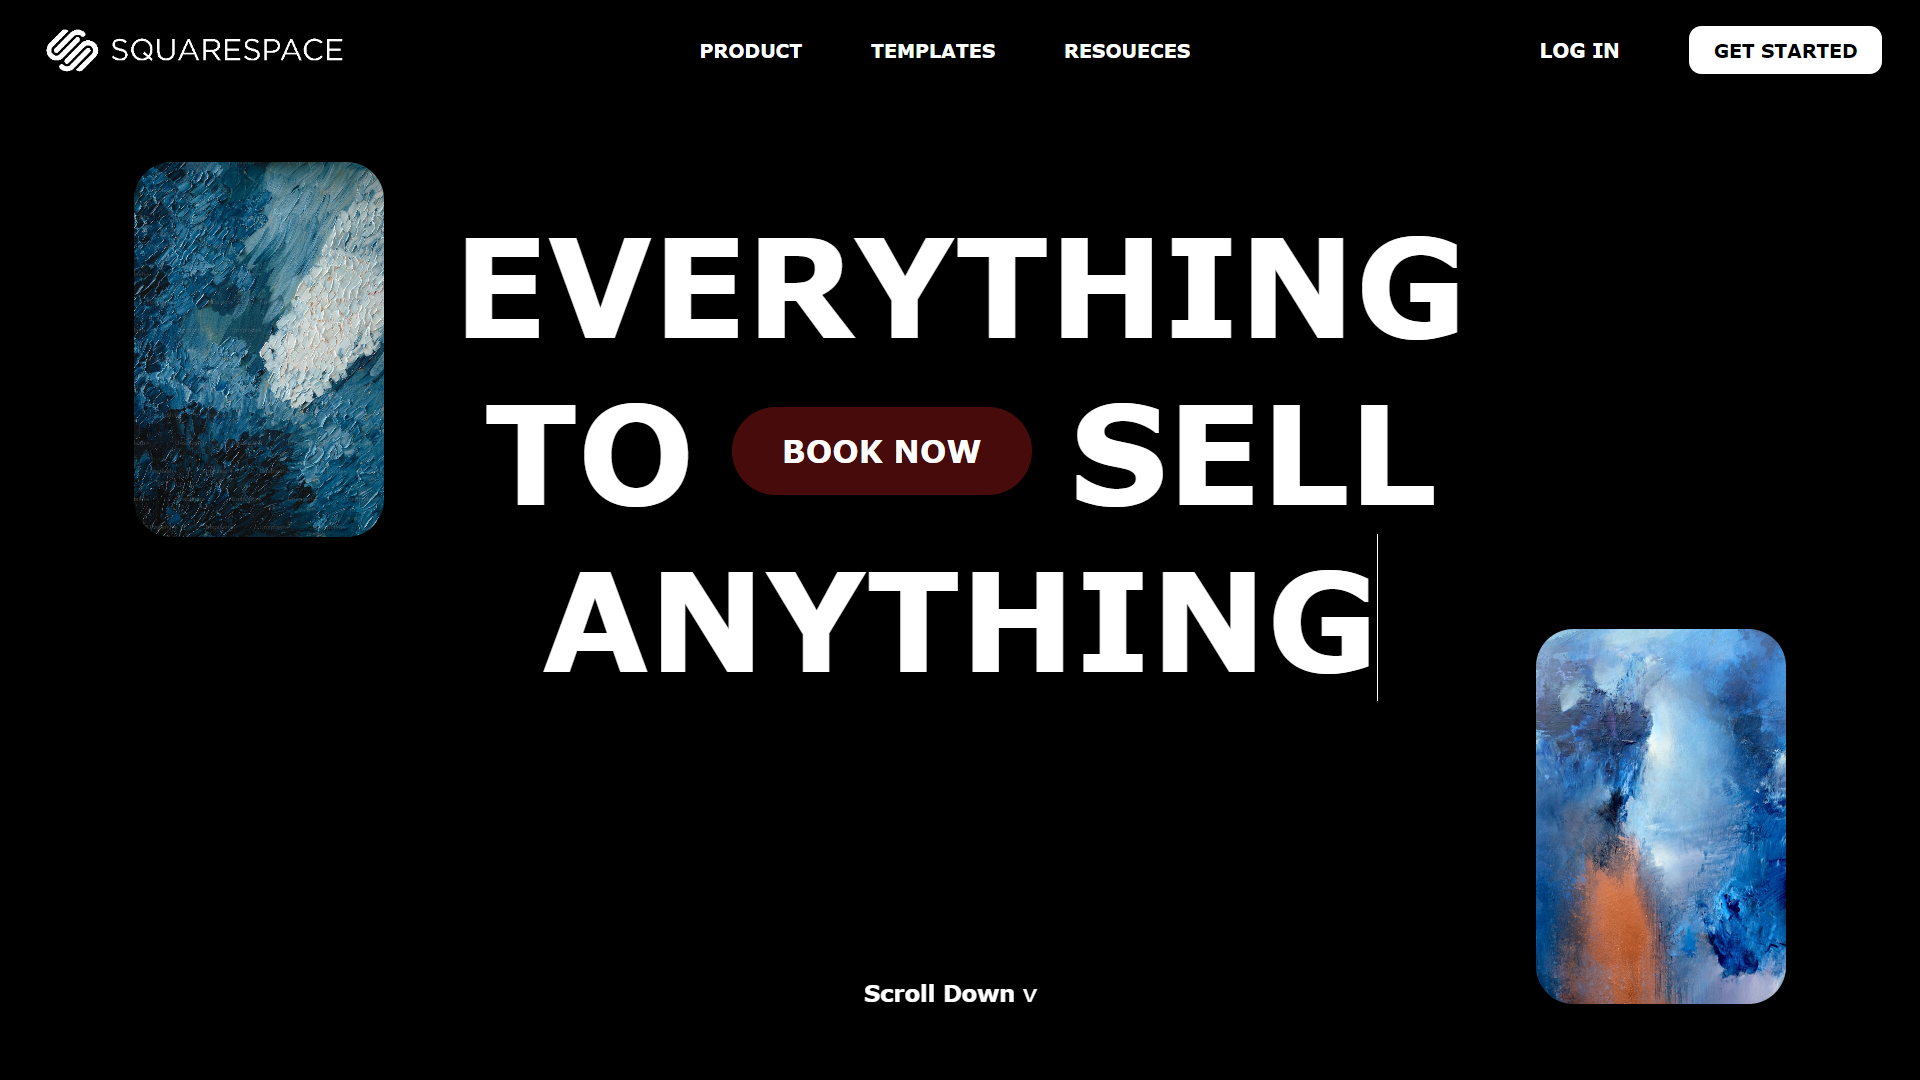 SQUARESPACE
PRODUCT TEMPLATES RESOUECES
LOG IN
GET STARTED
EVERYTHING
TO BOOK NOW SELL
ANYTHING
Scroll Down v